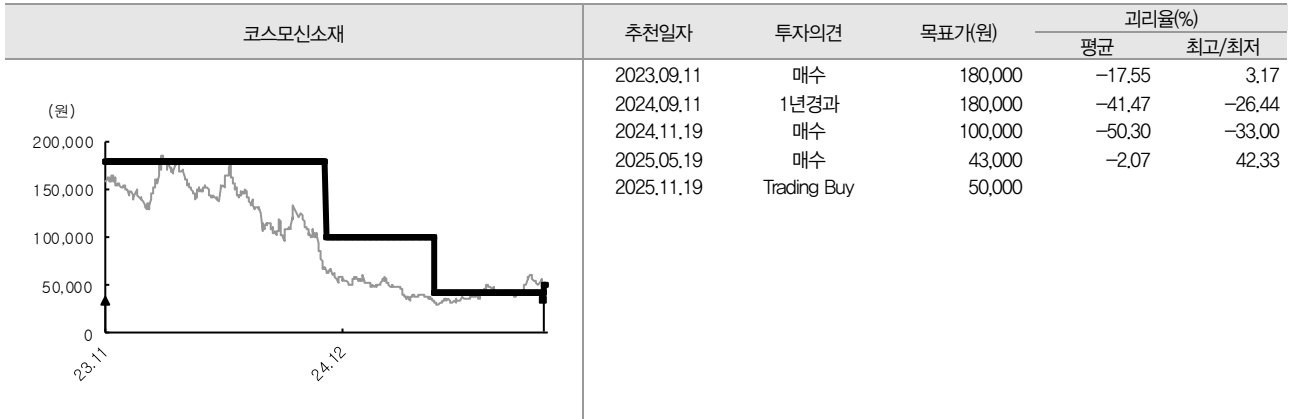 코스모신소재
(원)
200,000
150,000
100,000
50,000
0
23.11
24.12
추천일자 투자의견 목표가(원) 괴리율(%)
평균 최고/최저
2023.09.11 매수 180,000 -17.55 3.17
2024.09.11 1년경과 180,000 -41.47 -26.44
2024.11.19 매수 100,000 -50.30 -33.00
2025.05.19 매수 43,000 -2.07 42.33
2025.11.19 Trading Buy 50,000